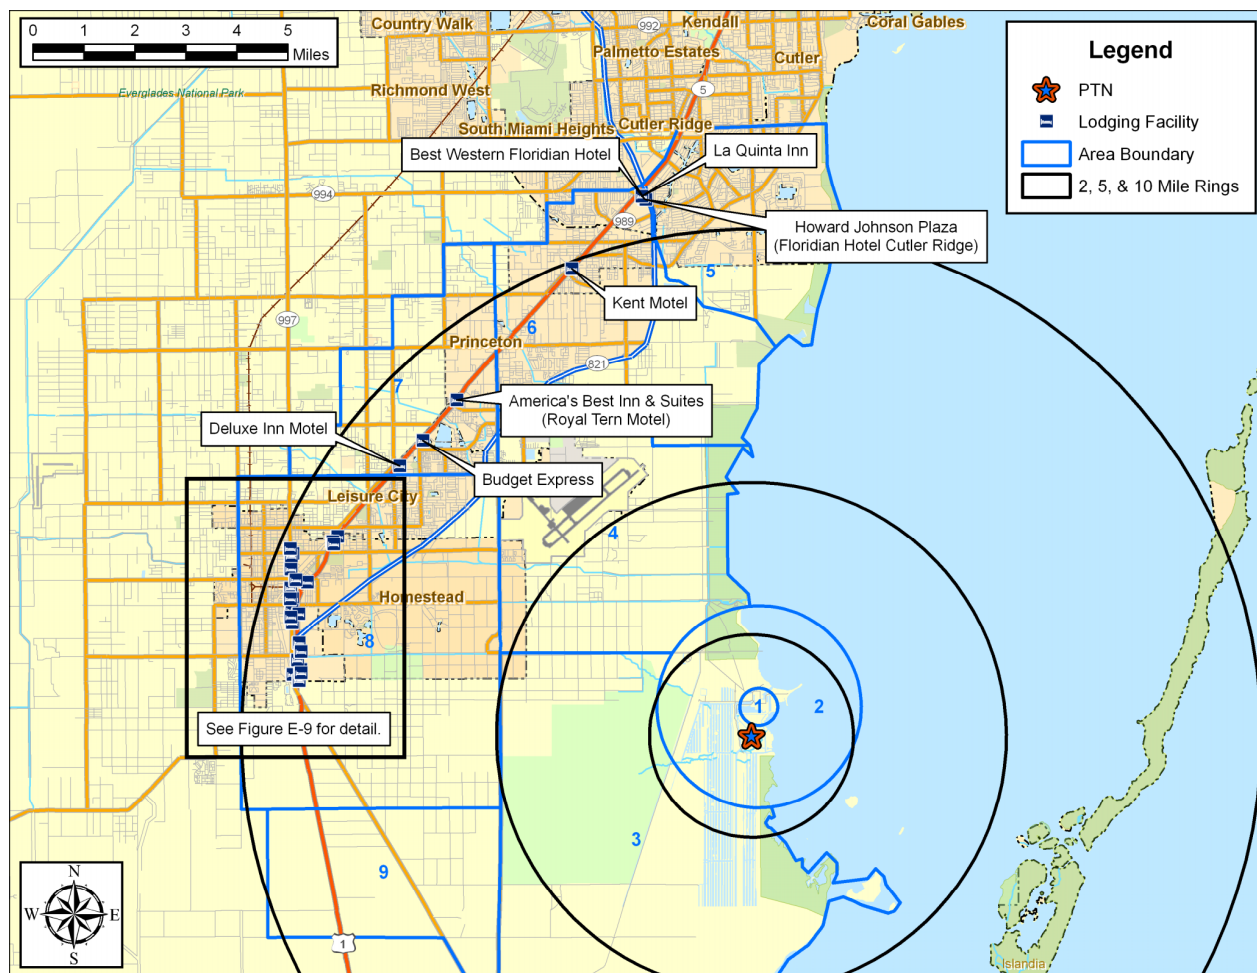 0 1 2 3 4 5
Miles
Country Walk
992
Kendall
Coral Gables
Palmetto Estates
Cutler
Everglades National Park
Richmond West
5
South Miami Heights
Cutler Ridge
Best Western Floridian Hotel
La Quinta Inn
994
989
Howard Johnson Plaza
(Floridian Hotel Cutler Ridge)
5
Kent Motel
997
6
Princeton
821
7
America's Best Inn & Suites
(Royal Tern Motel)
Deluxe Inn Motel
Budget Express
Leisure City
4
Homestead
8
1
2
See Figure E-9 for detail.
3
9
1
Islandia
N
W E
S
Legend
PTN
Lodging Facility
Area Boundary
2, 5, & 10 Mile Rings